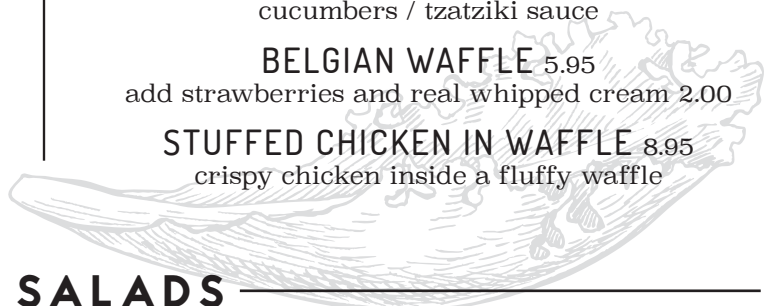 cucumbers / tzatziki sauce
BELGIAN WAFFLE 5.95
add strawberries and real whipped cream 2.00
STUFFED CHICKEN IN WAFFLE 8.95
crispy chicken inside a fluffy waffle
SALADS